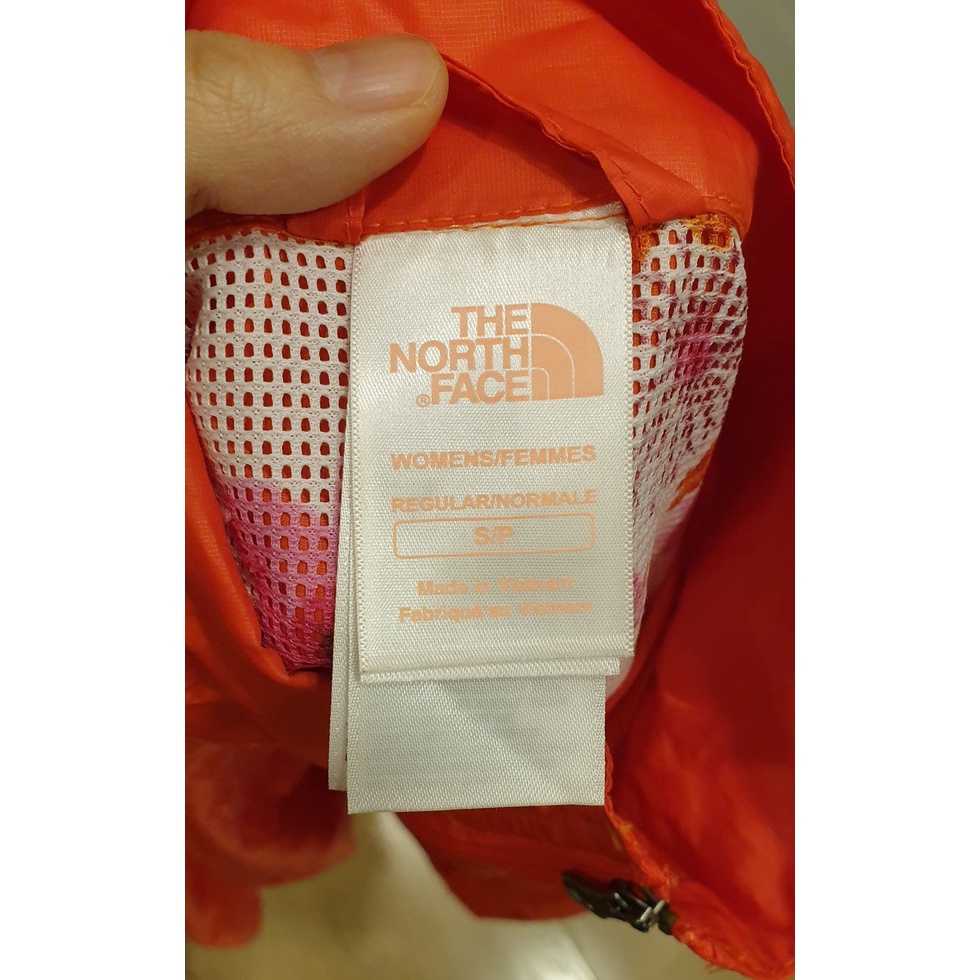 THE
NORTH
FACE
®
WOMENS/FEMMES
REGULAR/NORMALE
S/P
Made in Vietnam
Fabriqué au Vietnam